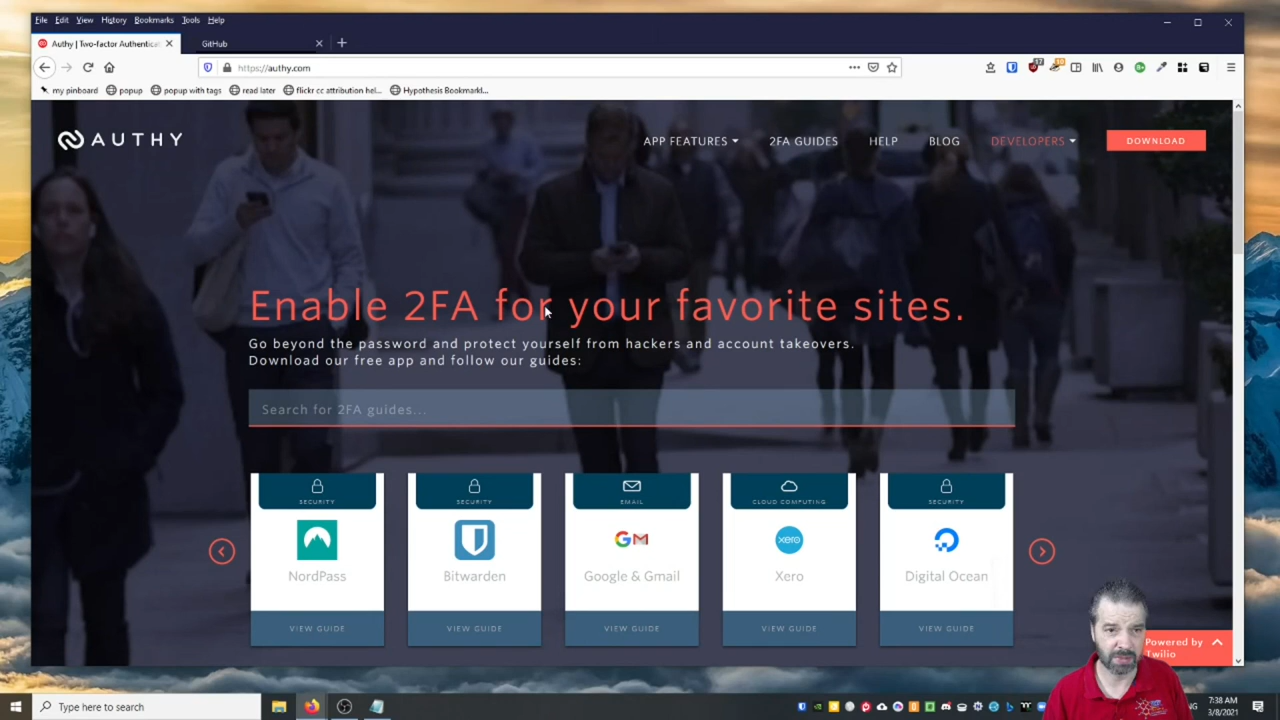 File Edit View History Bookmarks Tools Help
Authy | Two-factor Authenticat
GitHub
https://authy.com
my pinboard popup popup with tags read later flickr cc attribution hel... Hypothesis Bookmarkl...
AUTHY
APP FEATURES 2FA GUIDES HELP BLOG DEVELOPERS DOWNLOAD
Enable 2FA for your favorite sites.
Go beyond the password and protect yourself from hackers and account takeovers.
Download our free app and follow our guides:
Search for 2FA guides...
SECURITY SECURITY EMAIL CLOUD COMPUTING SECURITY
GM xero
NordPass Bitwarden Google & Gmail Xero Digital Ocean
VIEW GUIDE VIEW GUIDE VIEW GUIDE VIEW GUIDE VIEW GUIDE
Powered by
Twilio
Type here to search
7:38 AM
3/8/2021